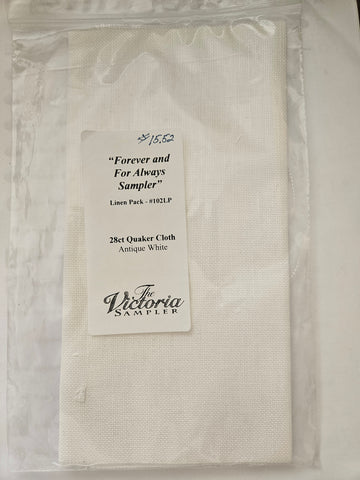 15.52
“Forever and
For Always
Sampler”
Linen Pack - #102LP
28ct Quaker Cloth
Antique White
The
Victoria
SAMPLER